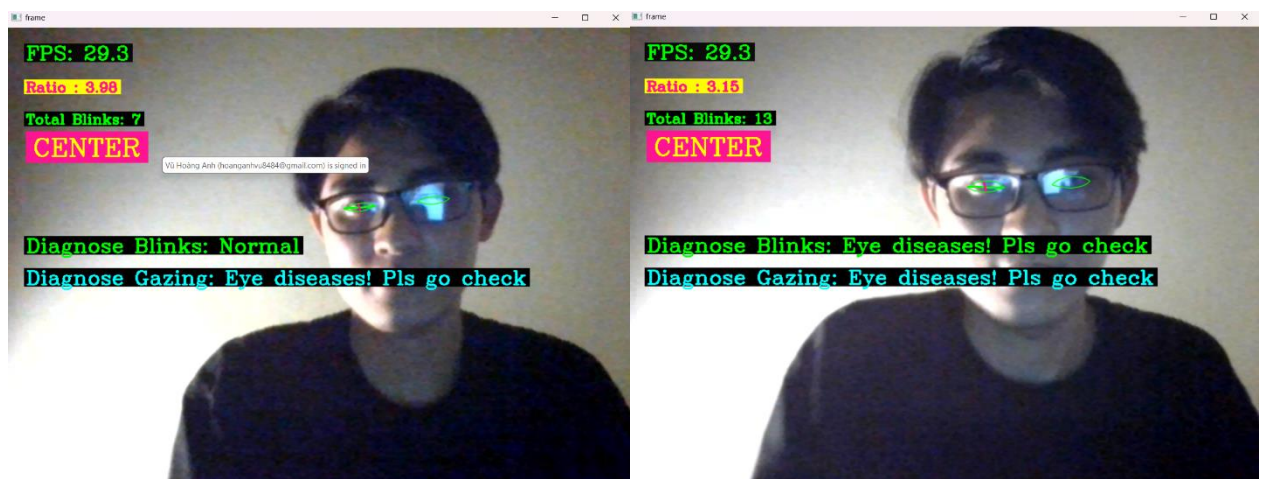 frame
FPS: 29.3
Ratio : 3.98
Total Blinks: 7
CENTER
Vũ Hoàng Anh (hoanganhvu8484@gmail.com) is signed in
Diagnose Blinks: Normal
Diagnose Gazing: Eye diseases! Pls go check
frame
FPS: 29.3
Ratio : 3.15
Total Blinks: 13
CENTER
Diagnose Blinks: Eye diseases! Pls go check
Diagnose Gazing: Eye diseases! Pls go check